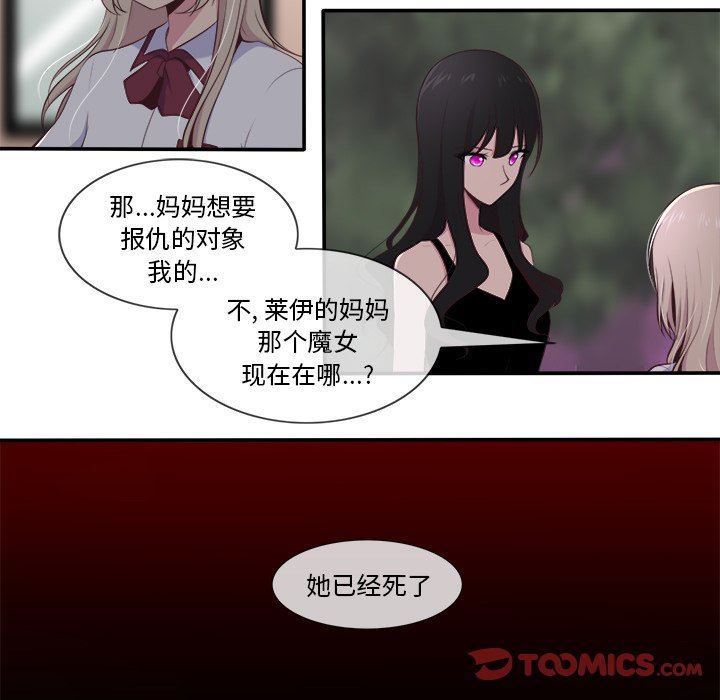 那...妈妈想要
报仇的对象
我的...
不, 莱伊的妈妈
那个魔女
现在在哪...?
她已经死了
TOOMICS.COM